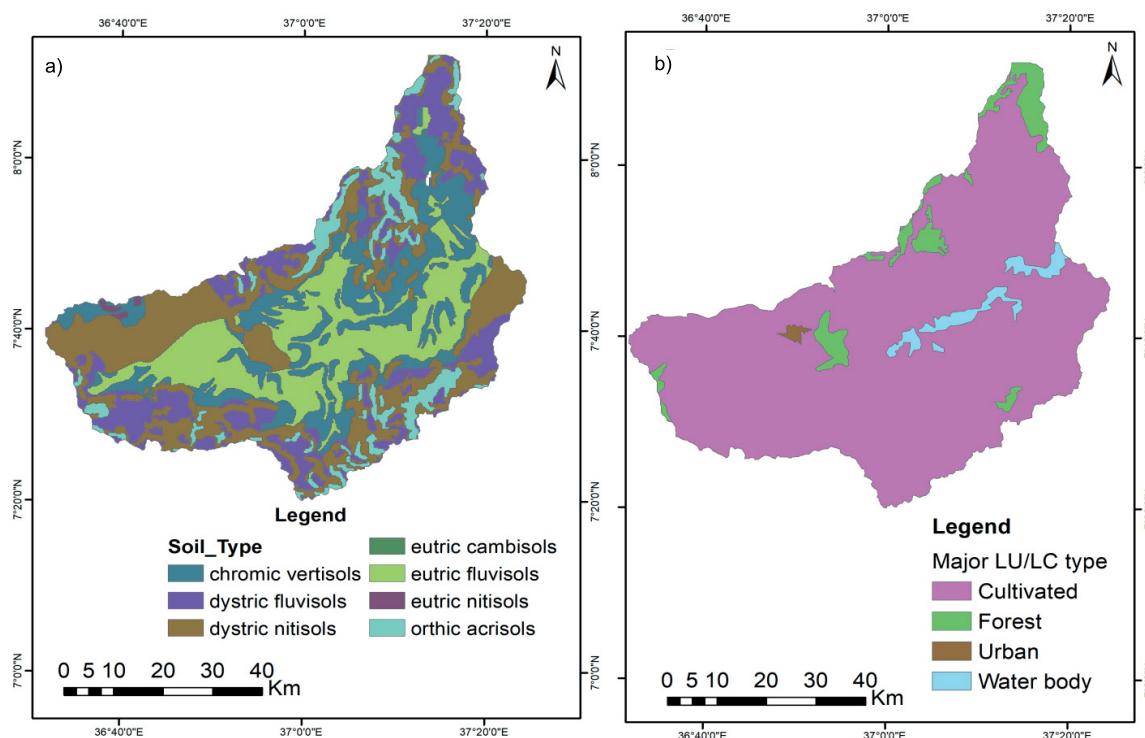 36°40'0"E 37°0'0"E 37°20'0"E
a)
N
8°0'0"N
7°40'0"N
7°20'0"N
7°0'0"N
Legend
Soil_Type
chromic vertisols
dystric fluvisols
dystric nitisols
eutric cambisols
eutric fluvisols
eutric nitisols
orthic acrisols
0 5 10 20 30 40
Km
36°40'0"E 37°0'0"E 37°20'0"E
36°40'0"E 37°0'0"E 37°20'0"E
b)
N
8°0'0"N
7°40'0"N
7°20'0"N
7°0'0"N
Legend
Major LU/LC type
Cultivated
Forest
Urban
Water body
0 5 10 20 30 40
Km
36°40'0"E 37°0'0"E 37°20'0"E